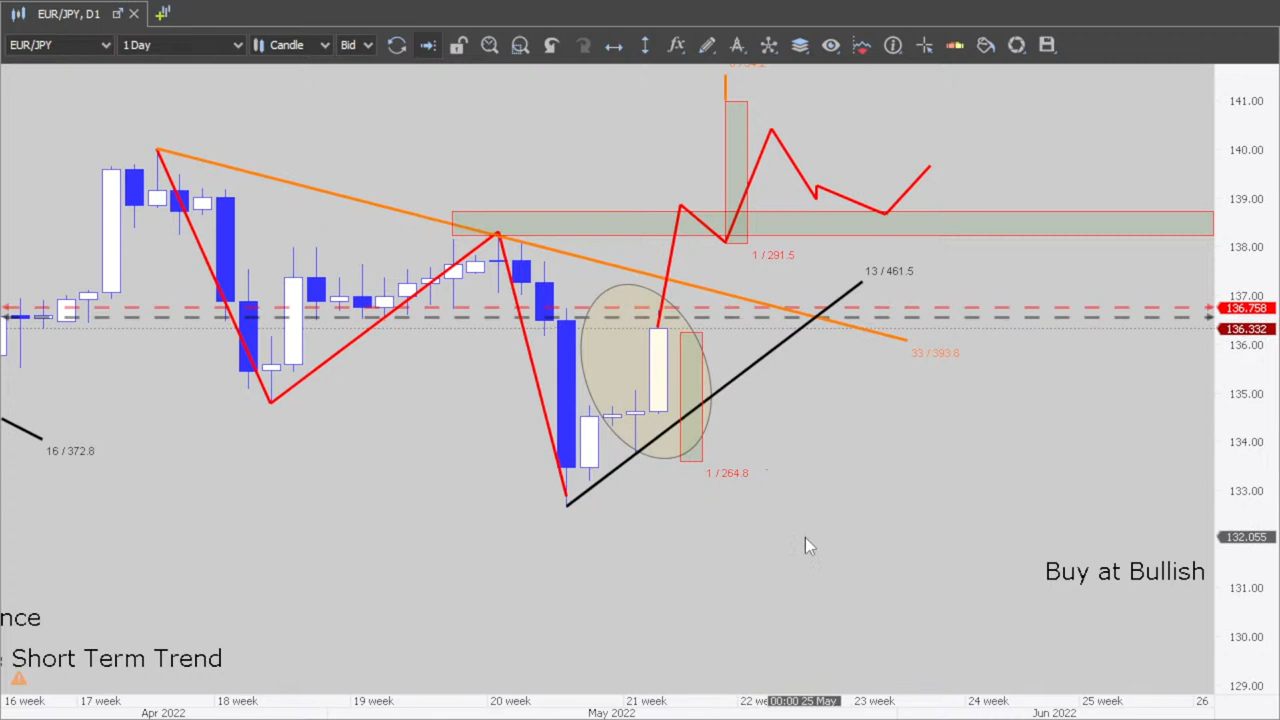 EUR/JPY, D1
EUR/JPY 1 Day Candle Bid
141.00
140.00
139.00
138.00
137.00
136.758
136.332
136.00
135.00
134.00
133.00
132.055
131.00
130.00
129.00
1 / 291.5
13 / 461.5
33 / 393.8
16 / 372.8
1 / 264.8
Buy at Bullish
nce
Short Term Trend
16 week 17 week 18 week 19 week 20 week 21 week 22 we 00:00 25 May 23 week 24 week 25 week 26
Apr 2022 May 2022 Jun 2022